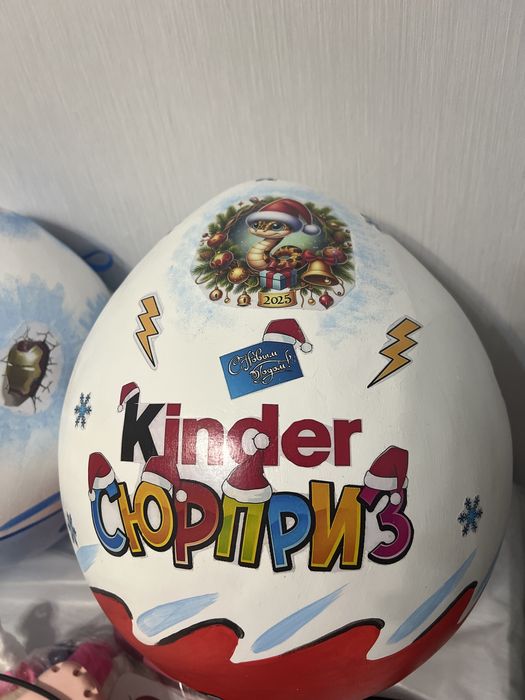 2025
С Новым
Годом!
Kinder
СЮРПРИЗ